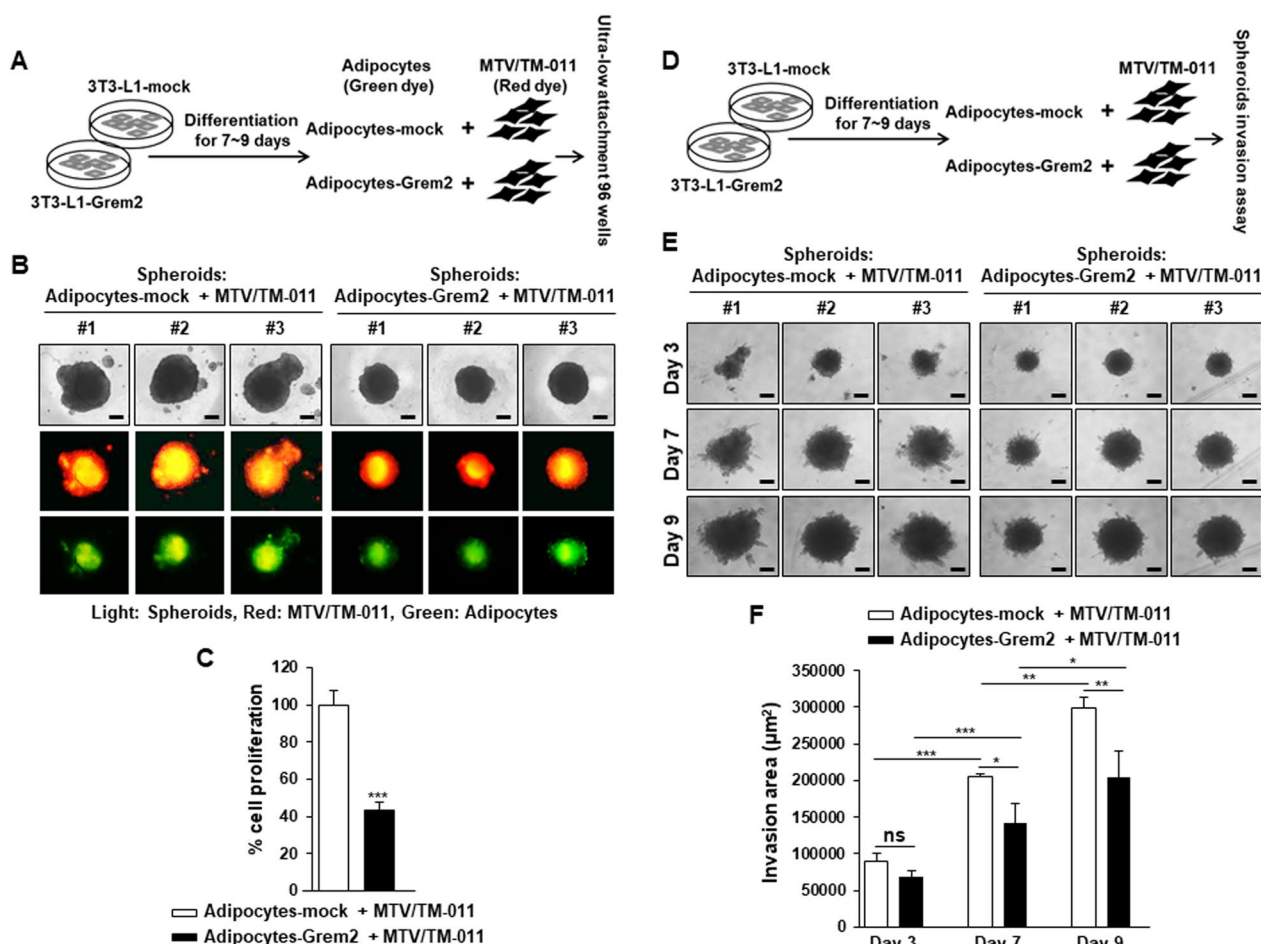 A
3T3-L1-mock
3T3-L1-Grem2
Differentiation
for 7~9 days
Adipocytes
(Green dye)
MTV/TM-011
(Red dye)
Adipocytes-mock +
Adipocytes-Grem2 +
Ultra-low attachment 96 wells
B
Spheroids:
Adipocytes-mock + MTV/TM-011
Spheroids:
Adipocytes-Grem2 + MTV/TM-011
#1 #2 #3 #1 #2 #3
Light: Spheroids, Red: MTV/TM-011, Green: Adipocytes
C
% cell proliferation
120
100
80
60
40
20
0
***
Adipocytes-mock + MTV/TM-011
Adipocytes-Grem2 + MTV/TM-011
D
3T3-L1-mock
3T3-L1-Grem2
Differentiation
for 7~9 days
MTV/TM-011
Adipocytes-mock +
Adipocytes-Grem2 +
Spheroids invasion assay
E
Spheroids:
Adipocytes-mock + MTV/TM-011
Spheroids:
Adipocytes-Grem2 + MTV/TM-011
#1 #2 #3 #1 #2 #3
Day 3
Day 7
Day 9
F
Adipocytes-mock + MTV/TM-011
Adipocytes-Grem2 + MTV/TM-011
Invasion area (µm²)
350000
300000
250000
200000
150000
100000
50000
0
*
** **
***
*** *
ns
Day 3 Day 7 Day 9